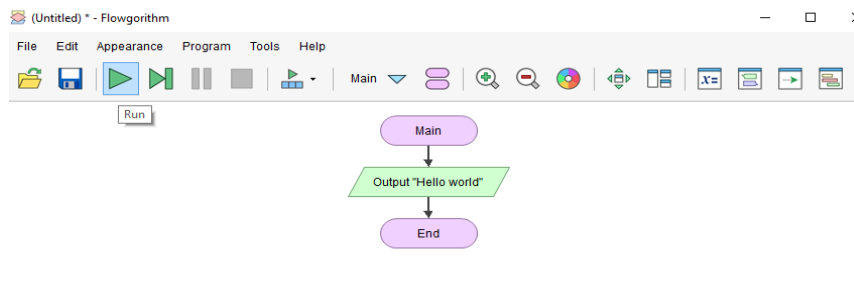 (Untitled) * - Flowgorithm
File Edit Appearance Program Tools Help
Main
x=
Run
Main
Output "Hello world"
End